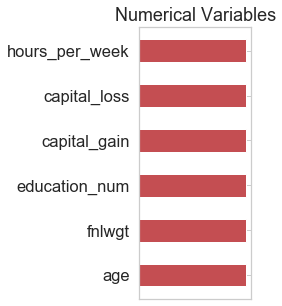 Numerical Variables
hours_per_week
capital_loss
capital_gain
education_num
fnlwgt
age